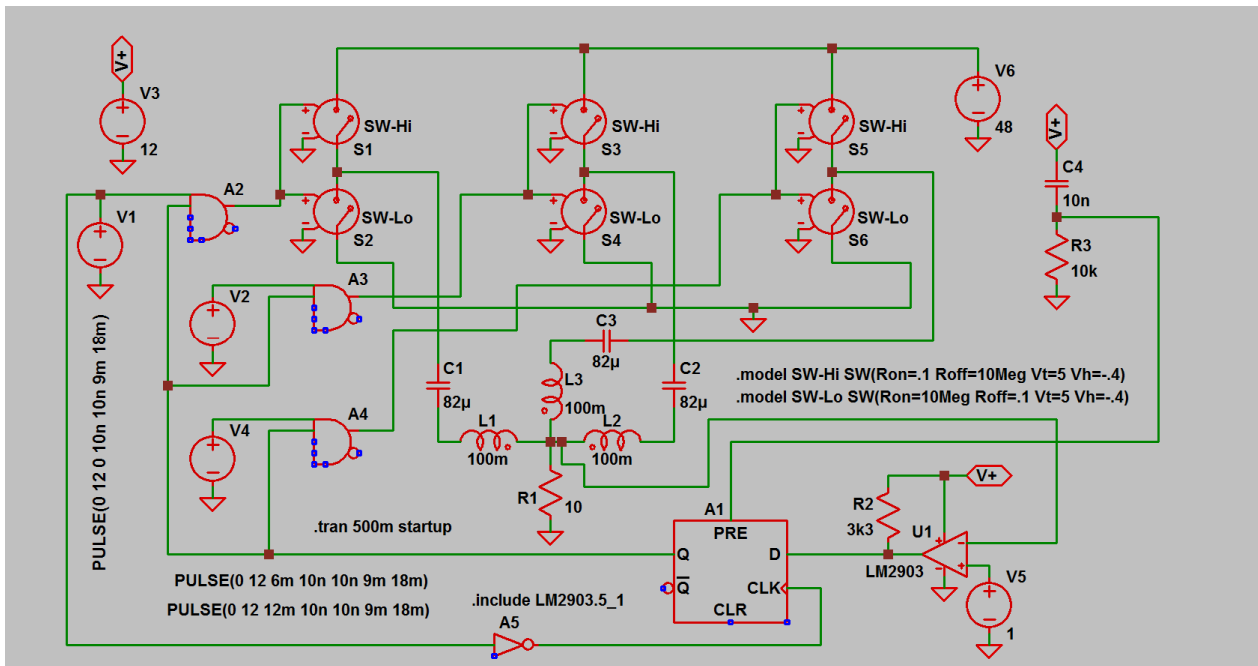 V+
V3
12
SW-Hi
S1
SW-Hi
S3
SW-Hi
S5
V6
48
V+
C4
10n
A2
V1
SW-Lo
S2
SW-Lo
S4
SW-Lo
S6
R3
10k
PULSE(0 12 0 10n 10n 9m 18m)
V2
A3
C3
82µ
C1
82µ
L3
100m
C2
82µ
.model SW-Hi SW(Ron=.1 Roff=10Meg Vt=5 Vh=-.4)
.model SW-Lo SW(Ron=10Meg Roff=.1 Vt=5 Vh=-.4)
V4
A4
L1
100m
L2
100m
R1
10
.tran 500m startup
A1
PRE
Q
D
Q
CLK
CLR
R2
3k3
V+
U1
LM2903
V5
1
PULSE(0 12 6m 10n 10n 9m 18m)
PULSE(0 12 12m 10n 10n 9m 18m)
.include LM2903.5_1
A5